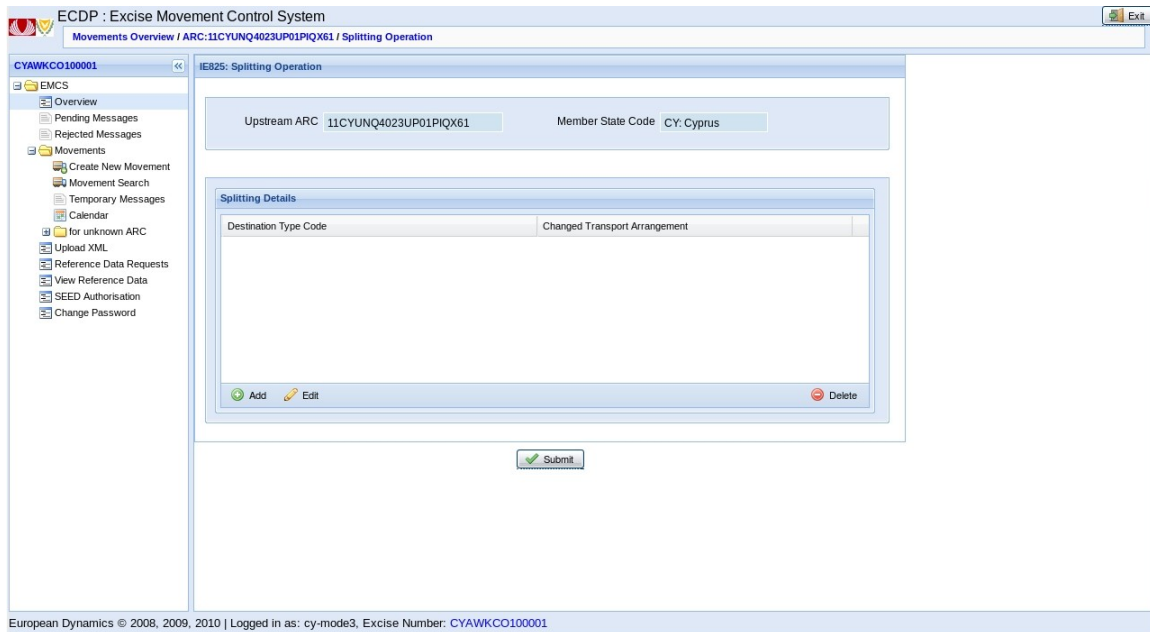 ECDP : Excise Movement Control System
Exit
Movements Overview / ARC:11CYUNQ4023UP01PIQX61 / Splitting Operation
CYAWKCO100001
EMCS
Overview
Pending Messages
Rejected Messages
Movements
Create New Movement
Movement Search
Temporary Messages
Calendar
for unknown ARC
Upload XML
Reference Data Requests
View Reference Data
SEED Authorisation
Change Password
IE825: Splitting Operation
Upstream ARC 11CYUNQ4023UP01PIQX61 Member State Code CY: Cyprus
Splitting Details
Destination Type Code Changed Transport Arrangement
Add Edit Delete
Submit
European Dynamics © 2008, 2009, 2010 | Logged in as: cy-mode3, Excise Number: CYAWKCO100001